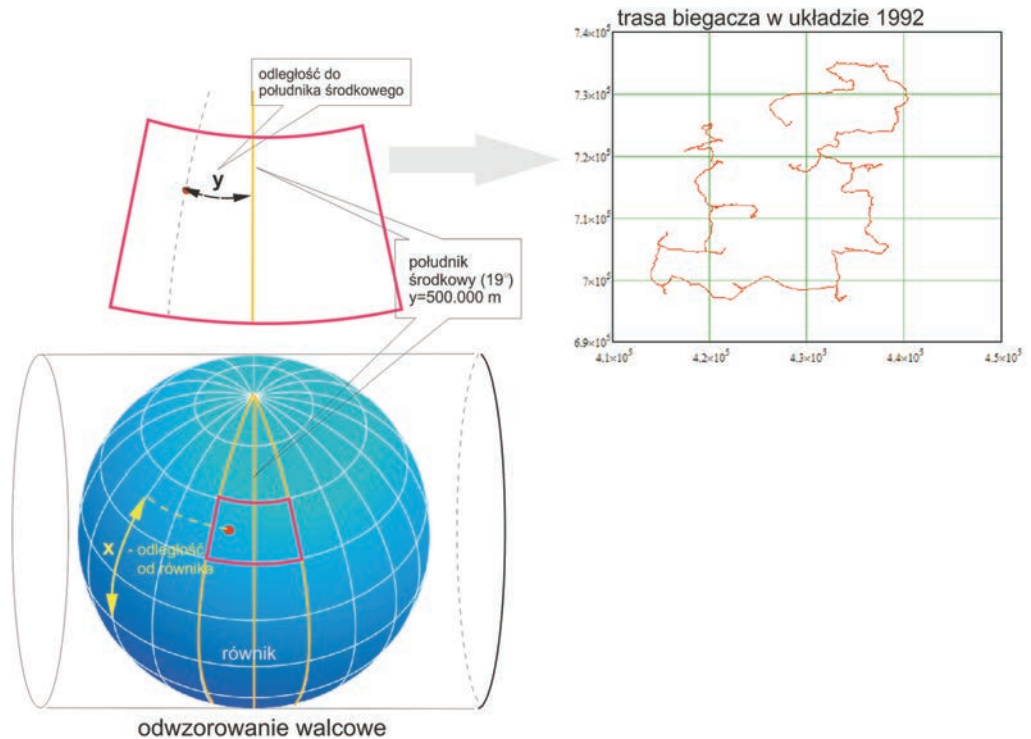 trasa biegacza w układzie 1992
7.4×10⁵
7.3×10⁵
7.2×10⁵
7.1×10⁵
7×10⁵
6.9×10⁵
4.1×10⁵
4.2×10⁵
4.3×10⁵
4.4×10⁵
4.5×10⁵
odległość do
południka środkowego
y
południk
środkowy (19°)
y=500.000 m
x - odległość
od równika
równik
odwzorowanie walcowe